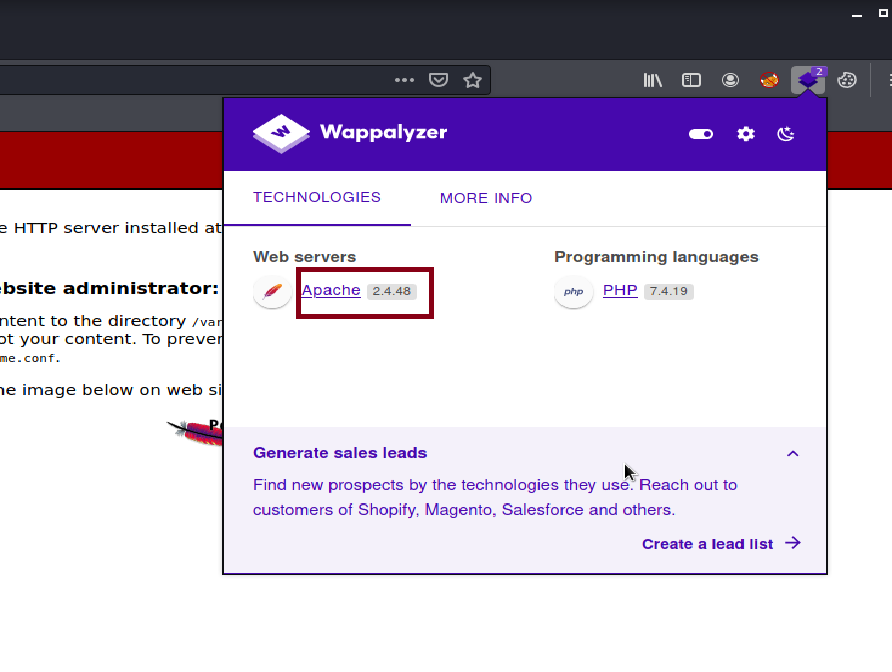 2
W Wappalyzer
TECHNOLOGIES MORE INFO
e HTTP server installed at
Web servers Programming languages
bsite administrator:
Apache 2.4.48 php PHP 7.4.19
ntent to the directory /var
ot your content. To preven
me.conf.
ne image below on web si
P
Generate sales leads
Find new prospects by the technologies they use. Reach out to
customers of Shopify, Magento, Salesforce and others.
Create a lead list